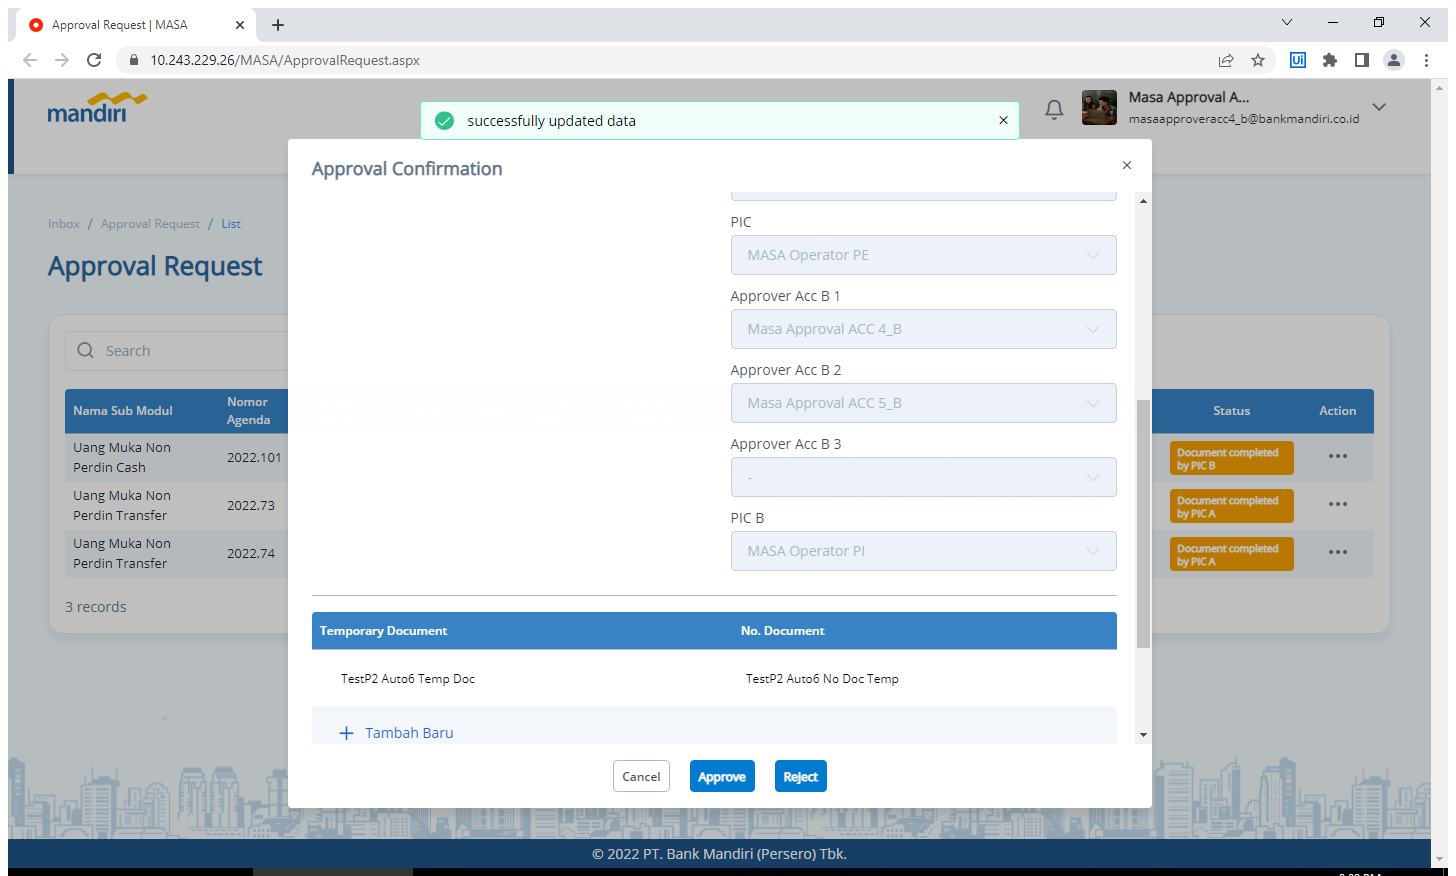 Approval Request | MASA
10.243.229.26/MASA/ApprovalRequest.aspx
Ui
mandiri
successfully updated data
Masa Approval A...
masaapproveracc4_b@bankmandiri.co.id
Approval Confirmation
Inbox / Approval Request / List
Approval Request
Search
Nama Sub Modul
Nomor
Agenda
Status
Action
Uang Muka Non
Perdin Cash
2022.101
Document completed
by PIC B
Uang Muka Non
Perdin Transfer
2022.73
Document completed
by PIC A
Uang Muka Non
Perdin Transfer
2022.74
Document completed
by PIC A
3 records
PIC
MASA Operator PE
Approver Acc B 1
Masa Approval ACC 4_B
Approver Acc B 2
Masa Approval ACC 5_B
Approver Acc B 3
-
PIC B
MASA Operator PI
Temporary Document
No. Document
TestP2 Auto6 Temp Doc
TestP2 Auto6 No Doc Temp
+ Tambah Baru
Cancel
Approve
Reject
© 2022 PT. Bank Mandiri (Persero) Tbk.